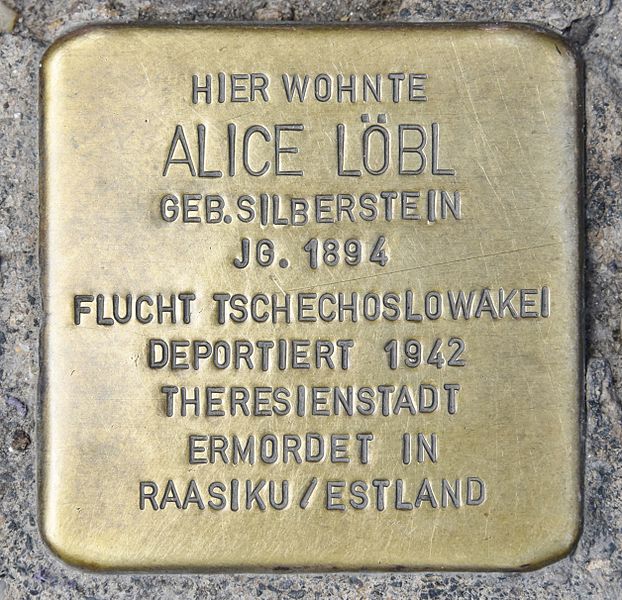 HIER WOHNTE
ALICE LÖBL
GEB.SILBERSTEIN
JG. 1894
FLUCHT TSCHECHOSLOWAKEI
DEPORTIERT 1942
THERESIENSTADT
ERMORDET IN
RAASIKU/ESTLAND